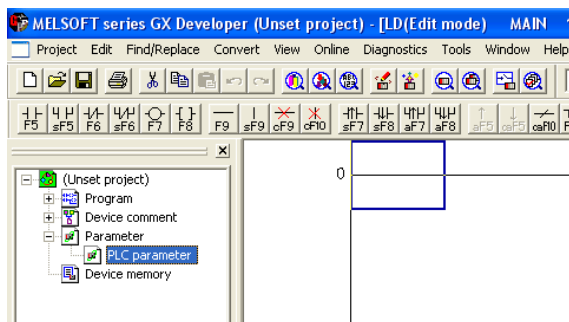 MELSOFT series GX Developer (Unset project) - [LD(Edit mode) MAIN
Project Edit Find/Replace Convert View Online Diagnostics Tools Window Help
F5 sF5 F6 sF6 F7 F8 F9 sF9 cF9 cF10 sF7 sF8 aF7 aF8 aF5 caF5 caF10
(Unset project)
0
Program
Device comment
Parameter
PLC parameter
Device memory